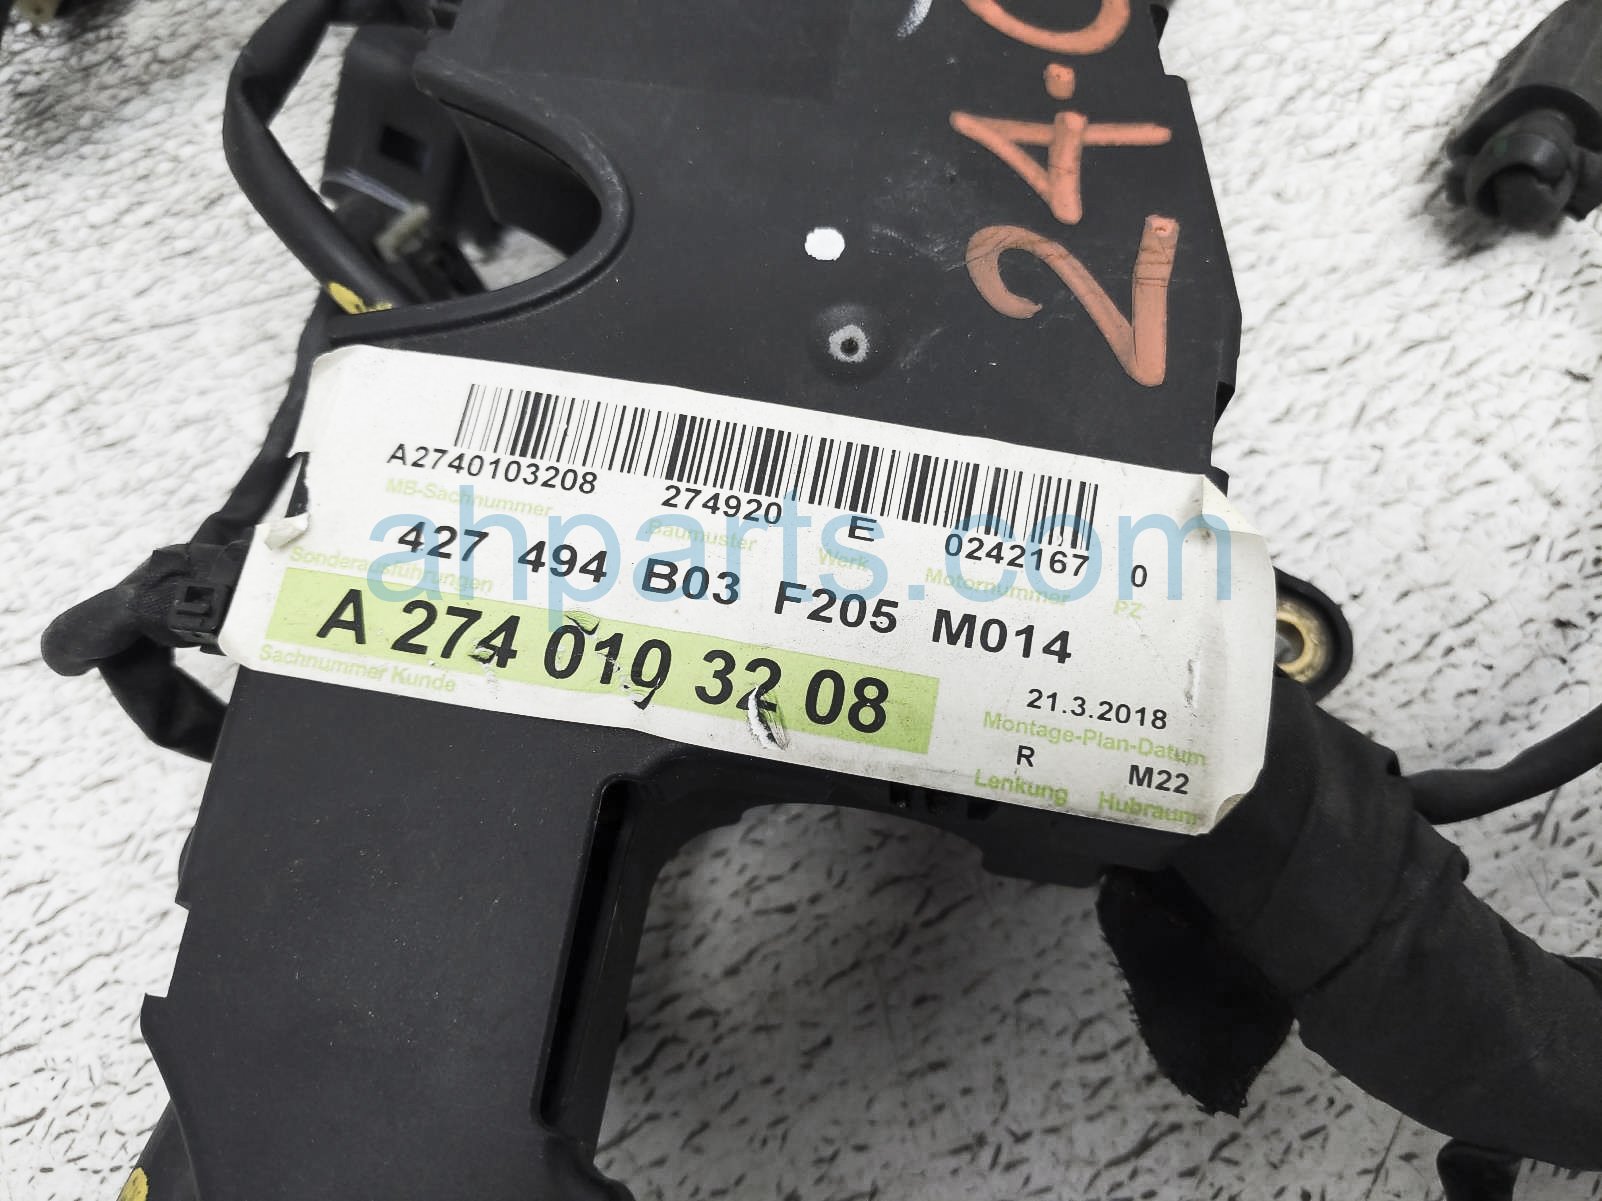 24-0
A2740103208 274920 E 0242167 0
MB-Sachnummer Baumuster Werk Motornummer PZ
427 494 B03 F205 M014
Sonderausführungen
A 274 010 32 08
Sachnummer Kunde
21.3.2018
Montage-Plan-Datum
R M22
Lenkung Hubraum
ahparts.com